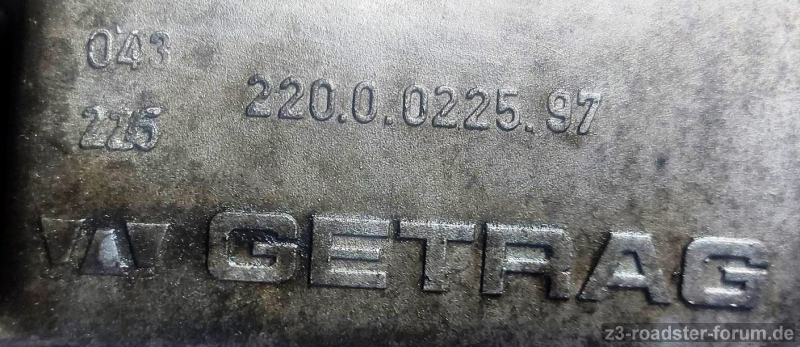 043
220.0.0225.97
225
GETRAG
z3-roadster-forum.de